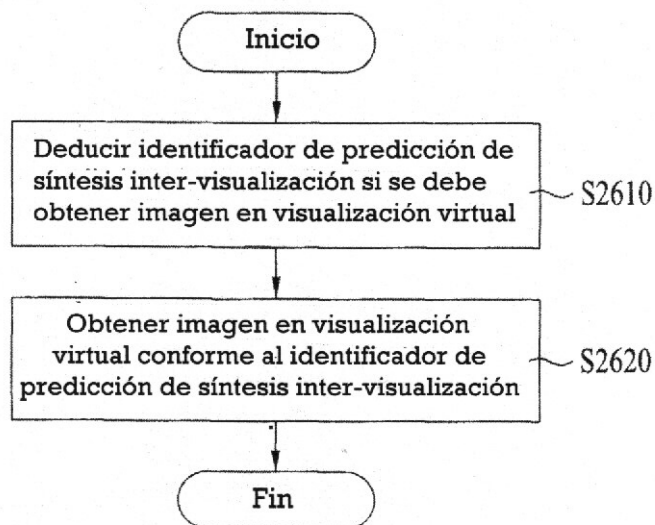 Inicio
Deducir identificador de predicción de
síntesis inter-visualización si se debe
obtener imagen en visualización virtual
S2610
Obtener imagen en visualización
virtual conforme al identificador de
predicción de síntesis inter-visualización
S2620
Fin